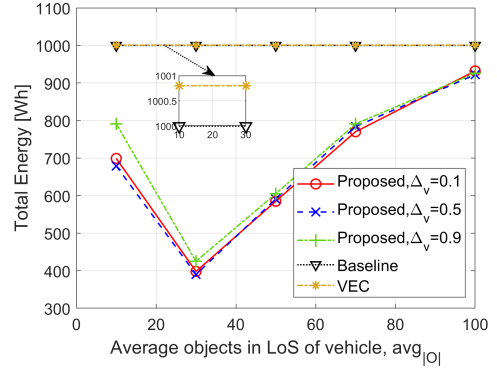 1100
1000
900
800
700
600
500
400
300
Total Energy [Wh]
1001
1000.5
1000
10 20 30
Proposed,Δv=0.1
Proposed,Δv=0.5
Proposed,Δv=0.9
Baseline
VEC
0 20 40 60 80 100
Average objects in LoS of vehicle, avg|O|